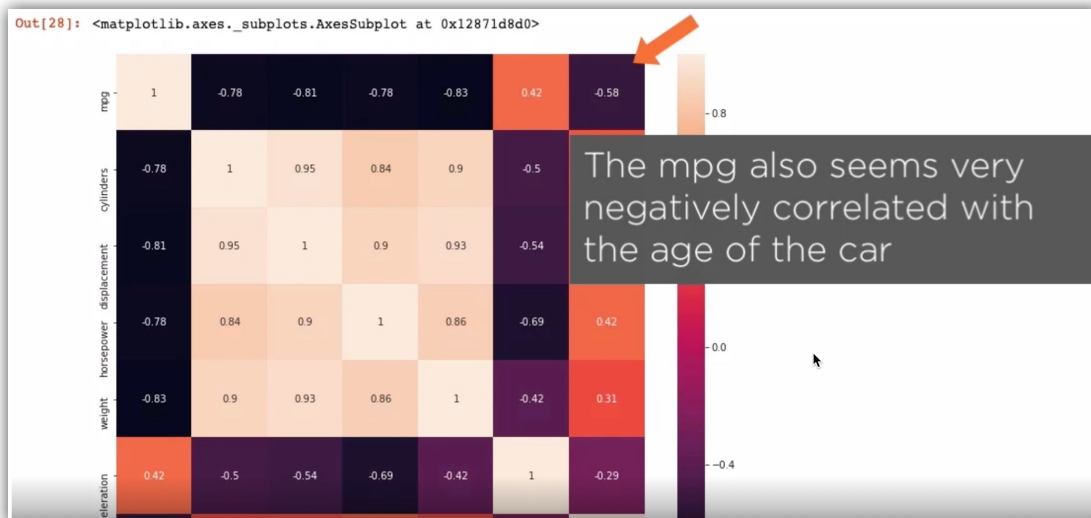 Out[28]: <matplotlib.axes._subplots.AxesSubplot at 0x12871d8d0>
mpg
1 -0.78 -0.81 -0.78 -0.83 0.42 -0.58
0.8
The mpg also seems very
negatively correlated with
the age of the car
cylinders
-0.78 1 0.95 0.84 0.9 -0.5
displacement
-0.81 0.95 1 0.9 0.93 -0.54
horsepower
-0.78 0.84 0.9 1 0.86 -0.69 0.42
0.0
weight
-0.83 0.9 0.93 0.86 1 -0.42 0.31
eleration
0.42 -0.5 -0.54 -0.69 -0.42 1 -0.29
-0.4